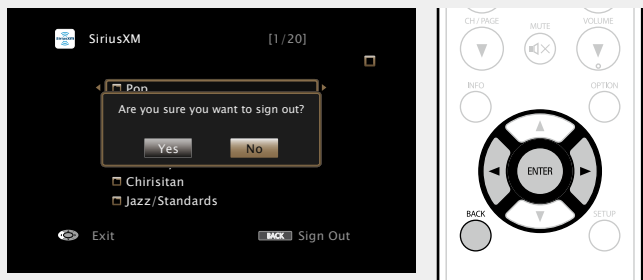 SiriusXM [1/20]
Pop
Are you sure you want to sign out?
Yes No
Chirisitan
Jazz/Standards
Exit BACK Sign Out
CH / PAGE MUTE VOLUME
INFO OPTION
ENTER
BACK SETUP